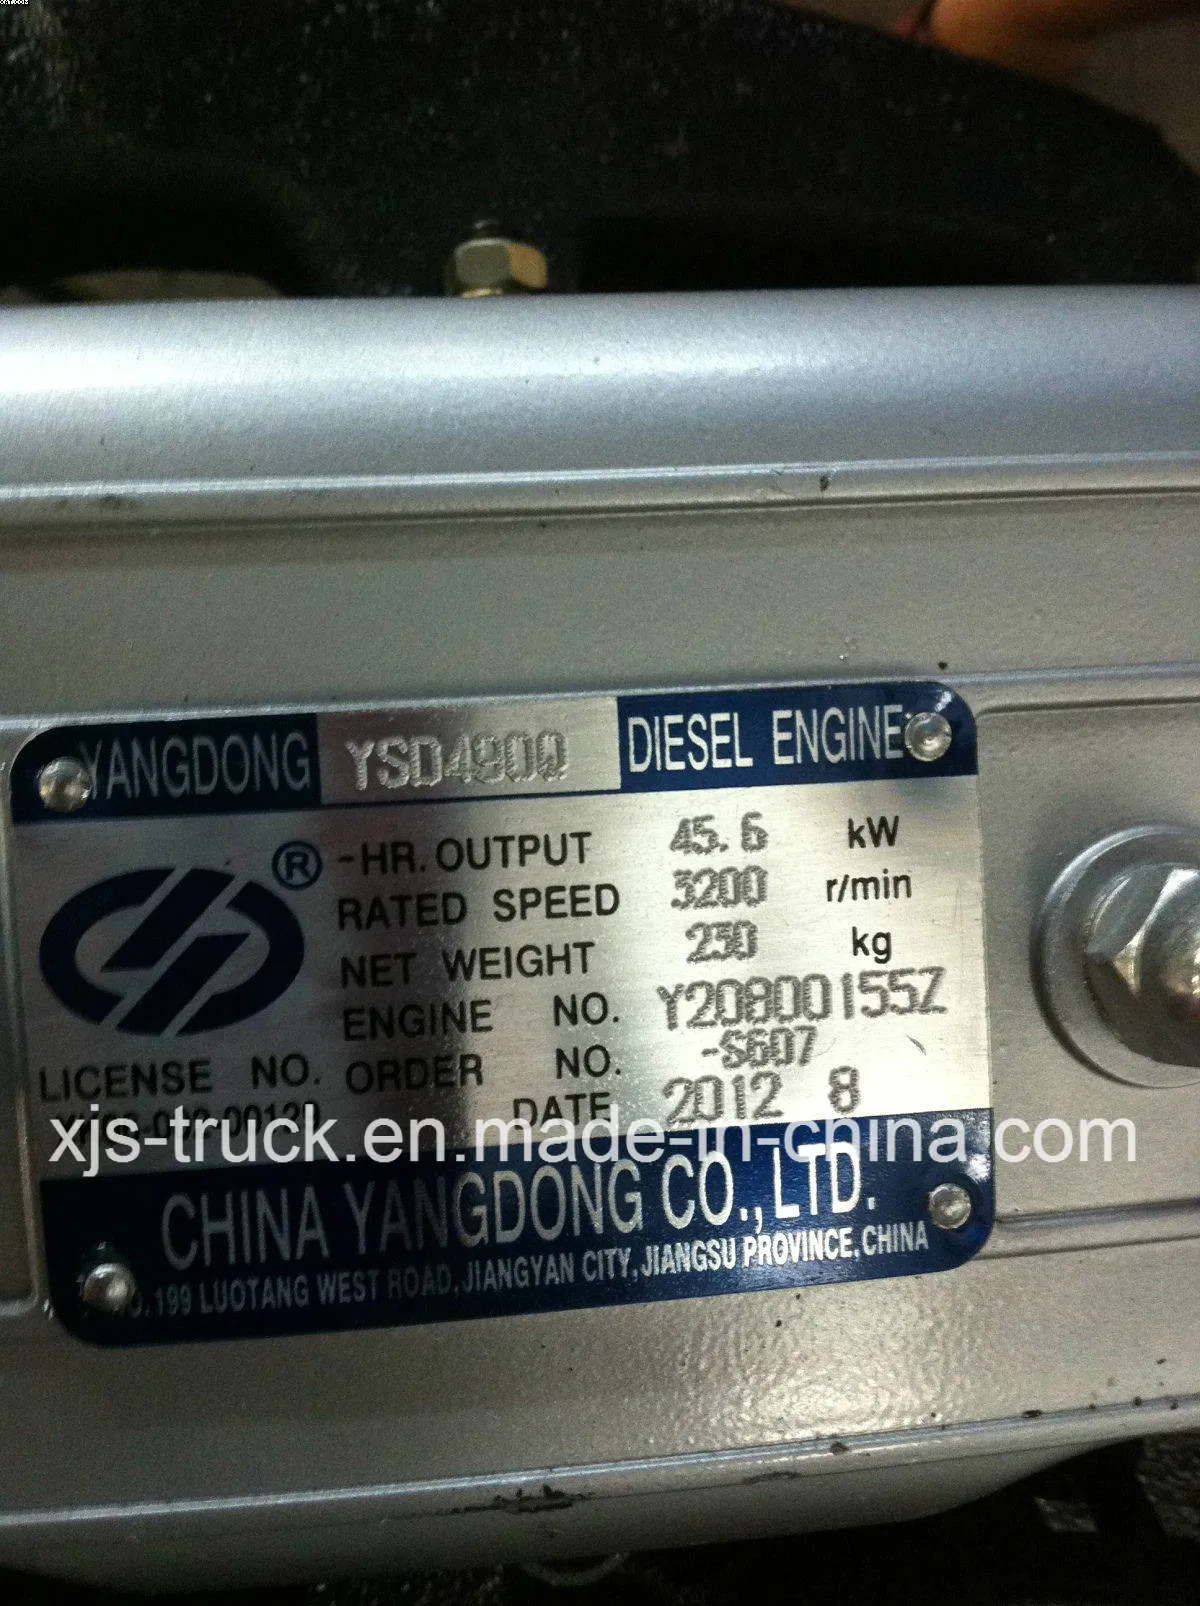 YANGDONG YSD490Q DIESEL ENGINE
® -HR. OUTPUT 45.6 kW
RATED SPEED 3200 r/min
NET WEIGHT 230 kg
ENGINE NO. Y20800155Z
LICENSE NO. ORDER NO. -S607
DATE 2012 8
xjs-truck.en.made-in-china.com
CHINA YANGDONG CO., LTD.
NO. 199 LUOTANG WEST ROAD, JIANGYAN CITY, JIANGSU PROVINCE, CHINA